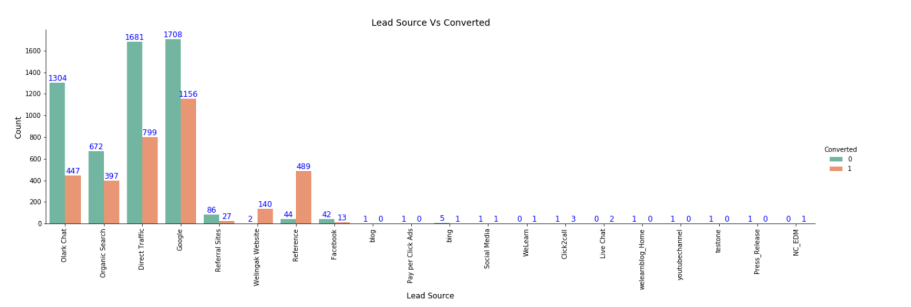 Lead Source Vs Converted
1708
1681
1600
1400
1304
1200
1156
1000
Count
800
799
672
600
489
447
400
397
200
140
86
27
2
44
42
13
1 0 1 0 5 1 1 1 0 1 1 3 0 2 1 0 1 0 1 0 1 0 0 1
0
Converted
0
1
Olark Chat
Organic Search
Direct Traffic
Google
Referral Sites
Welingak Website
Reference
Facebook
blog
Pay per Click Ads
bing
Social Media
WeLearn
Click2call
Live Chat
welearnblog_Home
youtubechannel
testone
Press_Release
NC_EDM
Lead Source